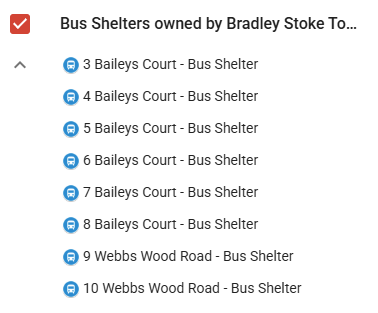 Bus Shelters owned by Bradley Stoke To...
3 Baileys Court - Bus Shelter
4 Baileys Court - Bus Shelter
5 Baileys Court - Bus Shelter
6 Baileys Court - Bus Shelter
7 Baileys Court - Bus Shelter
8 Baileys Court - Bus Shelter
9 Webbs Wood Road - Bus Shelter
10 Webbs Wood Road - Bus Shelter